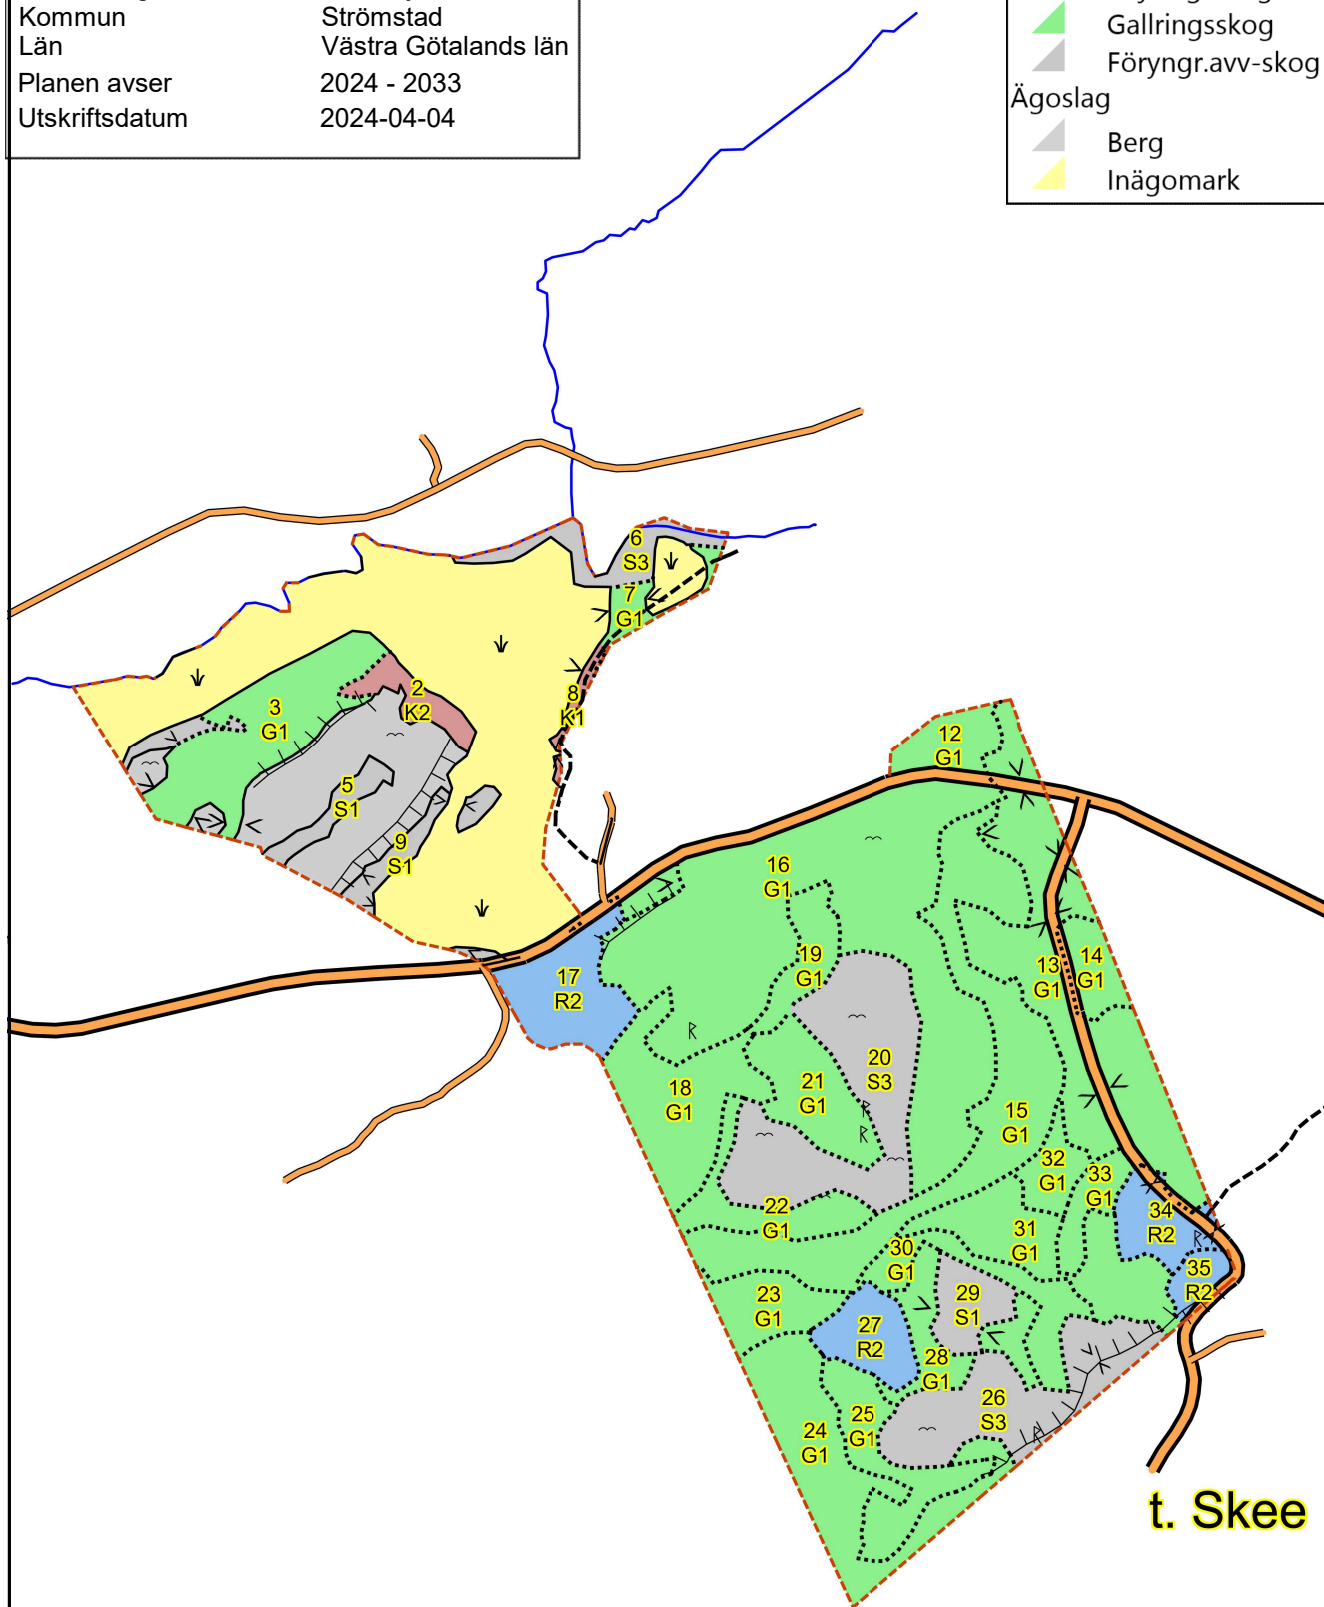 Kommun Strömstad
Län Västra Götalands län
Planen avser 2024 - 2033
Utskriftsdatum 2024-04-04
Gallringsskog
Föryngr.avv-skog
Ägoslag
Berg
Inägomark
6
S3
7
G1
2
K2
8
K1
3
G1
12
G1
5
S1
9
S1
16
G1
19
G1
13
G1
14
G1
17
R2
20
S3
18
G1
21
G1
15
G1
32
G1
33
G1
22
G1
34
R2
31
G1
30
G1
35
R2
23
G1
29
S1
27
R2
28
G1
26
S3
25
G1
24
G1
t. Skee